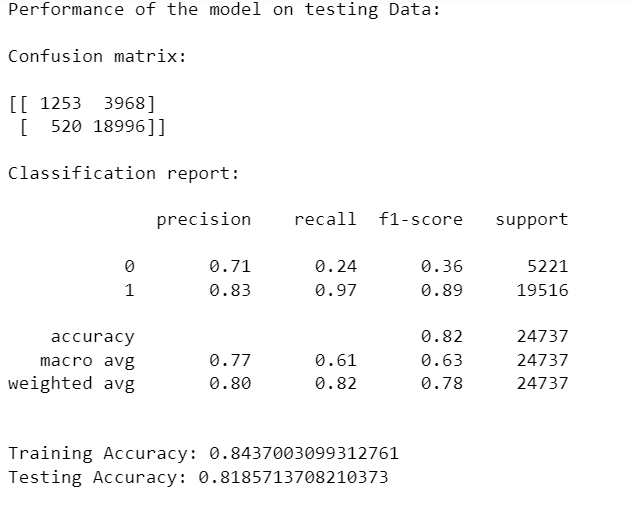 Performance of the model on testing Data:
Confusion matrix:
[[ 1253  3968]
 [  520 18996]]
Classification report:
              precision    recall  f1-score   support
           0       0.71      0.24      0.36      5221
           1       0.83      0.97      0.89     19516
    accuracy                           0.82     24737
   macro avg       0.77      0.61      0.63     24737
weighted avg       0.80      0.82      0.78     24737
Training Accuracy: 0.8437003099312761
Testing Accuracy: 0.8185713708210373